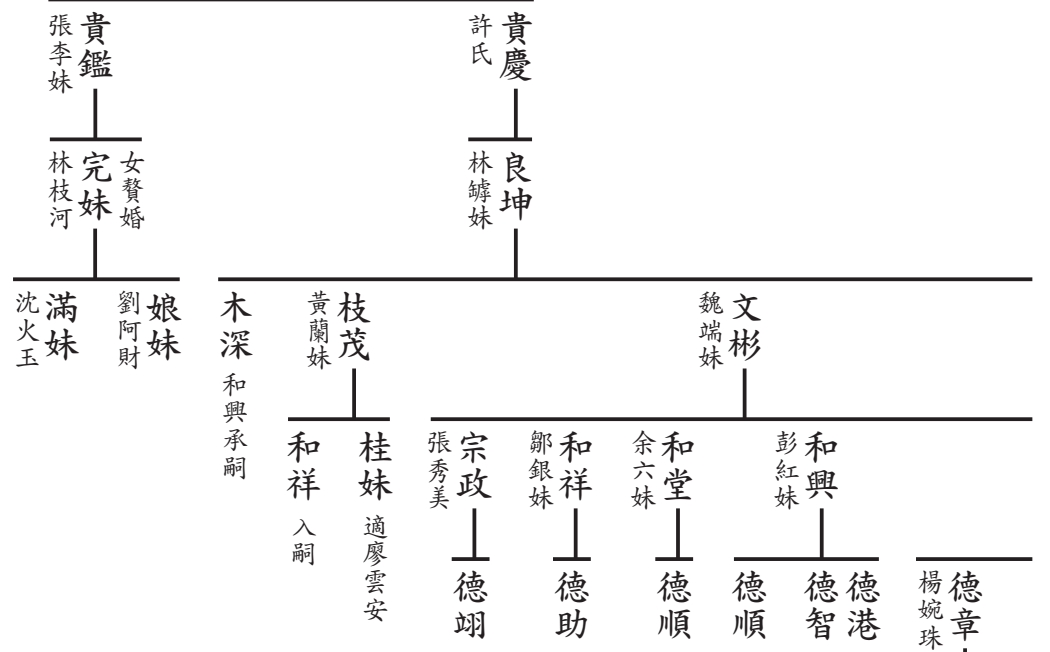 貴慶
許氏
貴鑑
張李妹
良坤
林罅妹
女贅婚
完妹
林枝河
文彬
魏端妹
枝茂
黃蘭妹
木深
和興承嗣
娘妹
劉阿財
滿妹
沈火玉
和興
彭紅妹
和堂
余六妹
和祥
鄒銀妹
宗政
張秀美
桂妹
適廖雲安
和祥
入嗣
德章
楊婉珠
德港
德智
德順
德順
德助
德翊